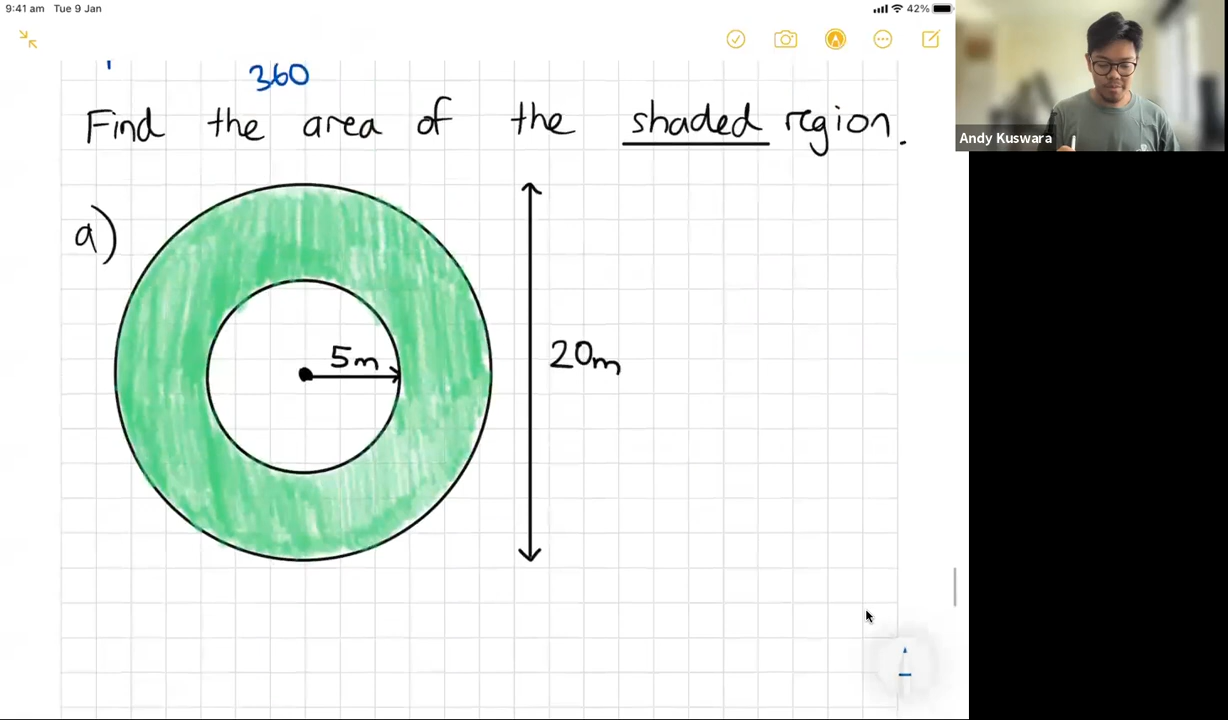 9:41 am Tue 9 Jan
42%
360
Find the area of the shaded region.
Andy Kuswara
a)
5m
20m